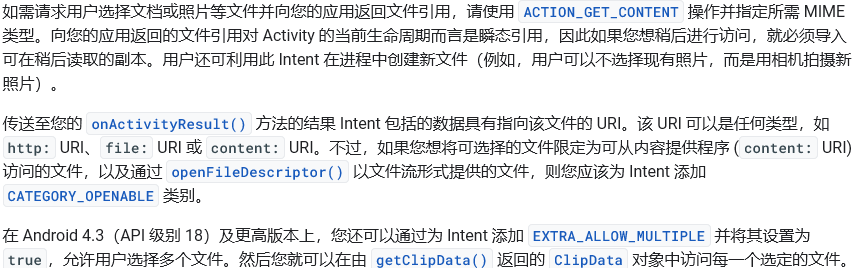 如需请求用户选择文档或照片等文件并向您的应用返回文件引用，请使用 ACTION_GET_CONTENT 操作并指定所需 MIME
类型。向您的应用返回的文件引用对 Activity 的当前生命周期而言是瞬态引用，因此如果您想稍后进行访问，就必须导入
可在稍后读取的副本。用户还可利用此 Intent 在进程中创建新文件（例如，用户可以不选择现有照片，而是用相机拍摄新
照片）。
传送至您的 onActivityResult() 方法的结果 Intent 包括的数据具有指向该文件的 URI。该 URI 可以是任何类型，如
http: URI、file: URI 或 content: URI。不过，如果您想将可选择的文件限定为可从内容提供程序 (content: URI)
访问的文件，以及通过 openFileDescriptor() 以文件流形式提供的文件，则您应该为 Intent 添加
CATEGORY_OPENABLE 类别。
在 Android 4.3（API 级别 18）及更高版本上，您还可以通过为 Intent 添加 EXTRA_ALLOW_MULTIPLE 并将其设置为
true，允许用户选择多个文件。然后您就可以在由 getClipData() 返回的 ClipData 对象中访问每一个选定的文件。